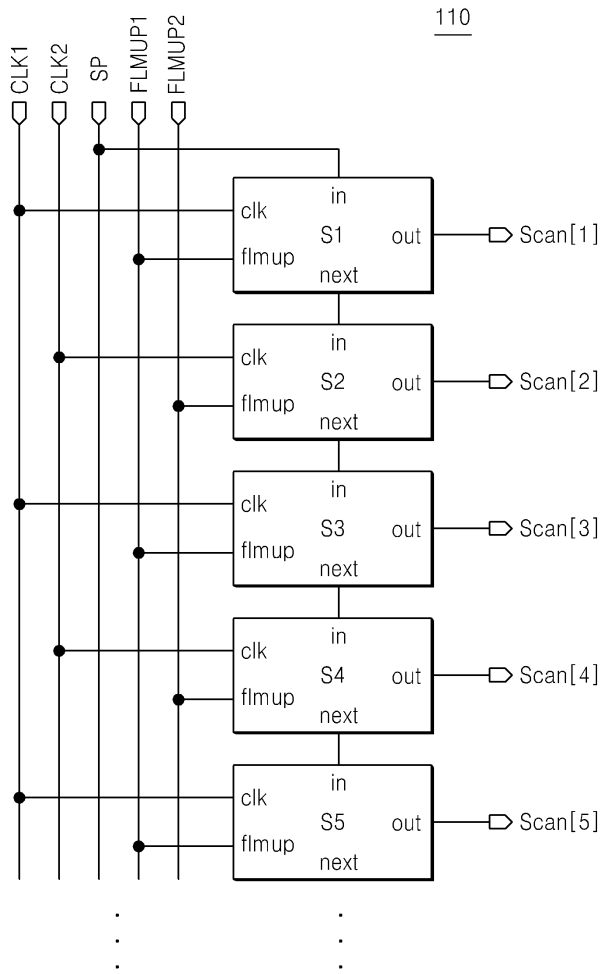 110
CLK1
CLK2
SP
FLMUP1
FLMUP2
in
clk
S1
out
Scan[1]
flmup
next
in
clk
S2
out
Scan[2]
flmup
next
in
clk
S3
out
Scan[3]
flmup
next
in
clk
S4
out
Scan[4]
flmup
next
in
clk
S5
out
Scan[5]
flmup
next